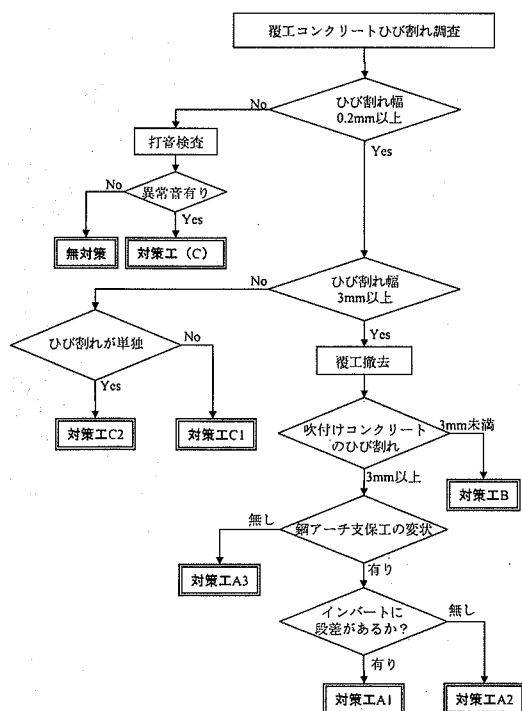 覆工コンクリートひび割れ調査
No
ひび割れ幅
0.2mm以上
打音検査
Yes
No
異常音有り
Yes
無対策
対策工（C）
No
ひび割れ幅
3mm以上
ひび割れが単独
No
Yes
覆工撤去
Yes
対策工C2
対策工C1
吹付けコンクリート
のひび割れ
3mm未満
3mm以上
対策工B
無し
鋼アーチ支保工の変状
対策工A3
有り
インバートに
段差があるか？
無し
有り
対策工A1
対策工A2